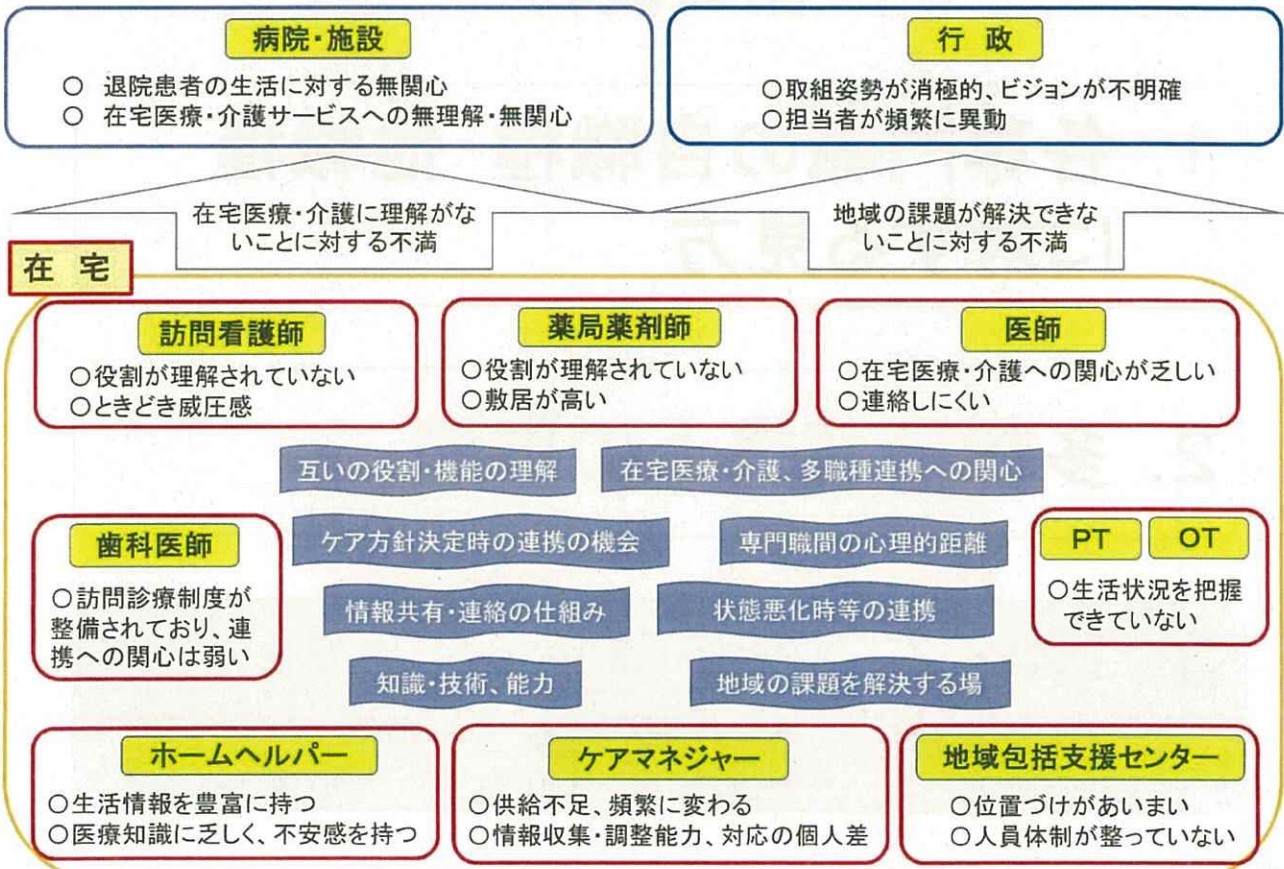 病院・施設
○ 退院患者の生活に対する無関心
○ 在宅医療・介護サービスへの無理解・無関心
行 政
○取組姿勢が消極的、ビジョンが不明確
○担当者が頻繁に異動
在宅医療・介護に理解がな
いことに対する不満
地域の課題が解決できな
いことに対する不満
在 宅
訪問看護師
○役割が理解されていない
○ときどき威圧感
薬局薬剤師
○役割が理解されていない
○敷居が高い
医師
○在宅医療・介護への関心が乏しい
○連絡しにくい
互いの役割・機能の理解
在宅医療・介護、多職種連携への関心
ケア方針決定時の連携の機会
専門職間の心理的距離
情報共有・連絡の仕組み
状態悪化時等の連携
知識・技術、能力
地域の課題を解決する場
歯科医師
○訪問診療制度が
整備されており、連
携への関心は弱い
PT OT
○生活状況を把握
できていない
ホームヘルパー
○生活情報を豊富に持つ
○医療知識に乏しく、不安感を持つ
ケアマネジャー
○供給不足、頻繁に変わる
○情報収集・調整能力、対応の個人差
地域包括支援センター
○位置づけがあいまい
○人員体制が整っていない